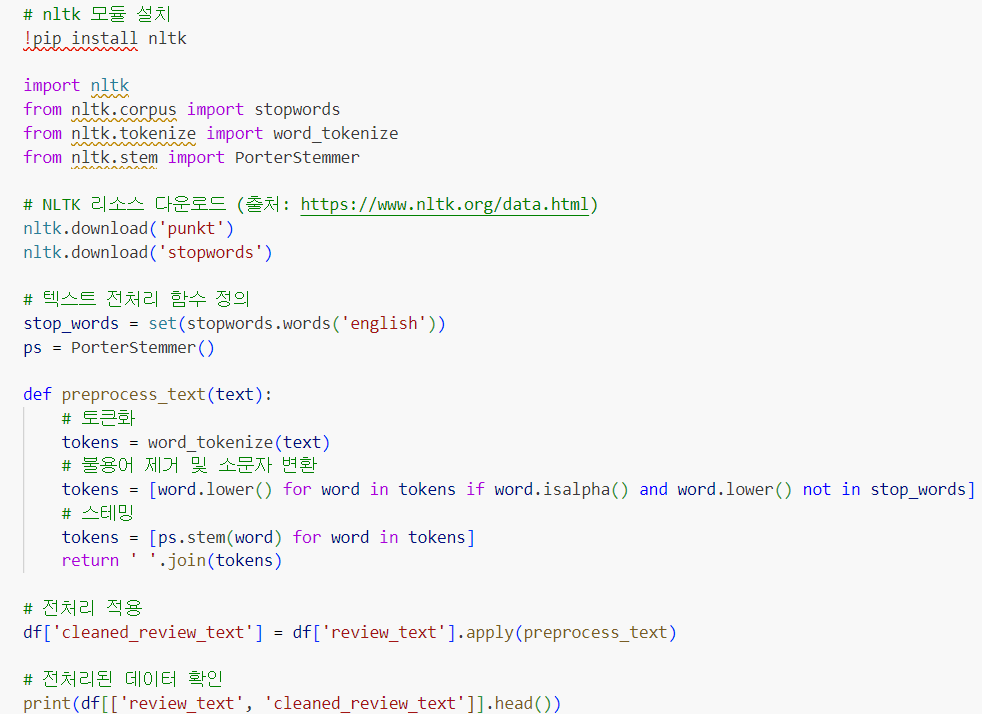 # nltk 모듈 설치
!pip install nltk
import nltk
from nltk.corpus import stopwords
from nltk.tokenize import word_tokenize
from nltk.stem import PorterStemmer
# NLTK 리소스 다운로드 (출처: https://www.nltk.org/data.html)
nltk.download('punkt')
nltk.download('stopwords')
# 텍스트 전처리 함수 정의
stop_words = set(stopwords.words('english'))
ps = PorterStemmer()
def preprocess_text(text):
    # 토큰화
    tokens = word_tokenize(text)
    # 불용어 제거 및 소문자 변환
    tokens = [word.lower() for word in tokens if word.isalpha() and word.lower() not in stop_words]
    # 스테밍
    tokens = [ps.stem(word) for word in tokens]
    return ' '.join(tokens)
# 전처리 적용
df['cleaned_review_text'] = df['review_text'].apply(preprocess_text)
# 전처리된 데이터 확인
print(df[['review_text', 'cleaned_review_text']].head())